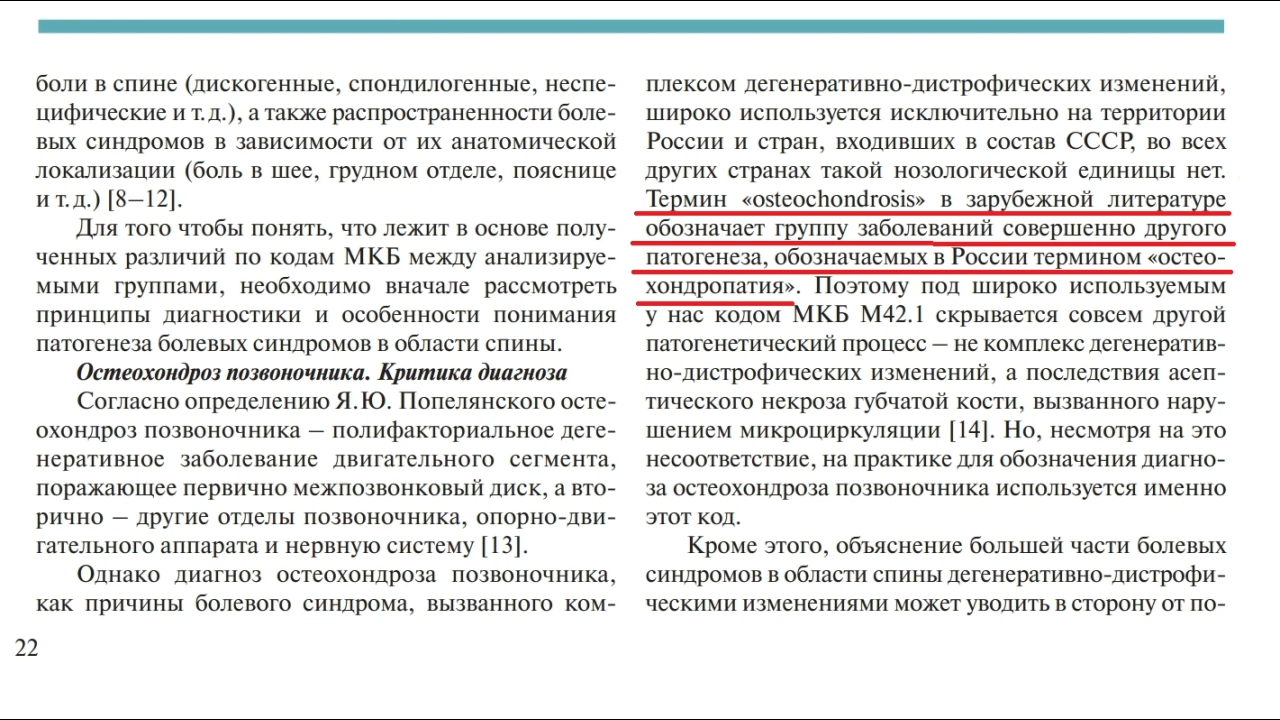 боли в спине (дискогенные, спондилогенные, неспе-
цифические и т.д.), а также распространенности боле-
вых синдромов в зависимости от их анатомической
локализации (боль в шее, грудном отделе, пояснице
и т.д.) [8—12].
Для того чтобы понять, что лежит в основе полу-
ченных различий по кодам МКБ между анализируе-
мыми группами, необходимо вначале рассмотреть
принципы диагностики и особенности понимания
патогенеза болевых синдромов в области спины.
Остеохондроз позвоночника. Критика диагноза
Согласно определению Я.Ю. Попелянского осте-
охондроз позвоночника — полифакториальное деге-
неративное заболевание двигательного сегмента,
поражающее первично межпозвонковый диск, а вто-
рично — другие отделы позвоночника, опорно-дви-
гательного аппарата и нервную систему [13].
Однако диагноз остеохондроза позвоночника,
как причины болевого синдрома, вызванного ком-
22
плексом дегенеративно-дистрофических изменений,
широко используется исключительно на территории
России и стран, входивших в состав СССР, во всех
других странах такой нозологической единицы нет.
Термин «osteochondrosis» в зарубежной литературе
обозначает группу заболеваний совершенно другого
патогенеза, обозначаемых в России термином «остео-
хондропатия». Поэтому под широко используемым
у нас кодом МКБ М42.1 скрывается совсем другой
патогенетический процесс — не комплекс дегенератив-
но-дистрофических изменений, а последствия асеп-
тического некроза губчатой кости, вызванного нару-
шением микроциркуляции [14]. Но, несмотря на это
несоответствие, на практике для обозначения диагно-
за остеохондроза позвоночника используется именно
этот код.
Кроме этого, объяснение большей части болевых
синдромов в области спины дегенеративно-дистрофи-
ческими изменениями может уводить в сторону от по-